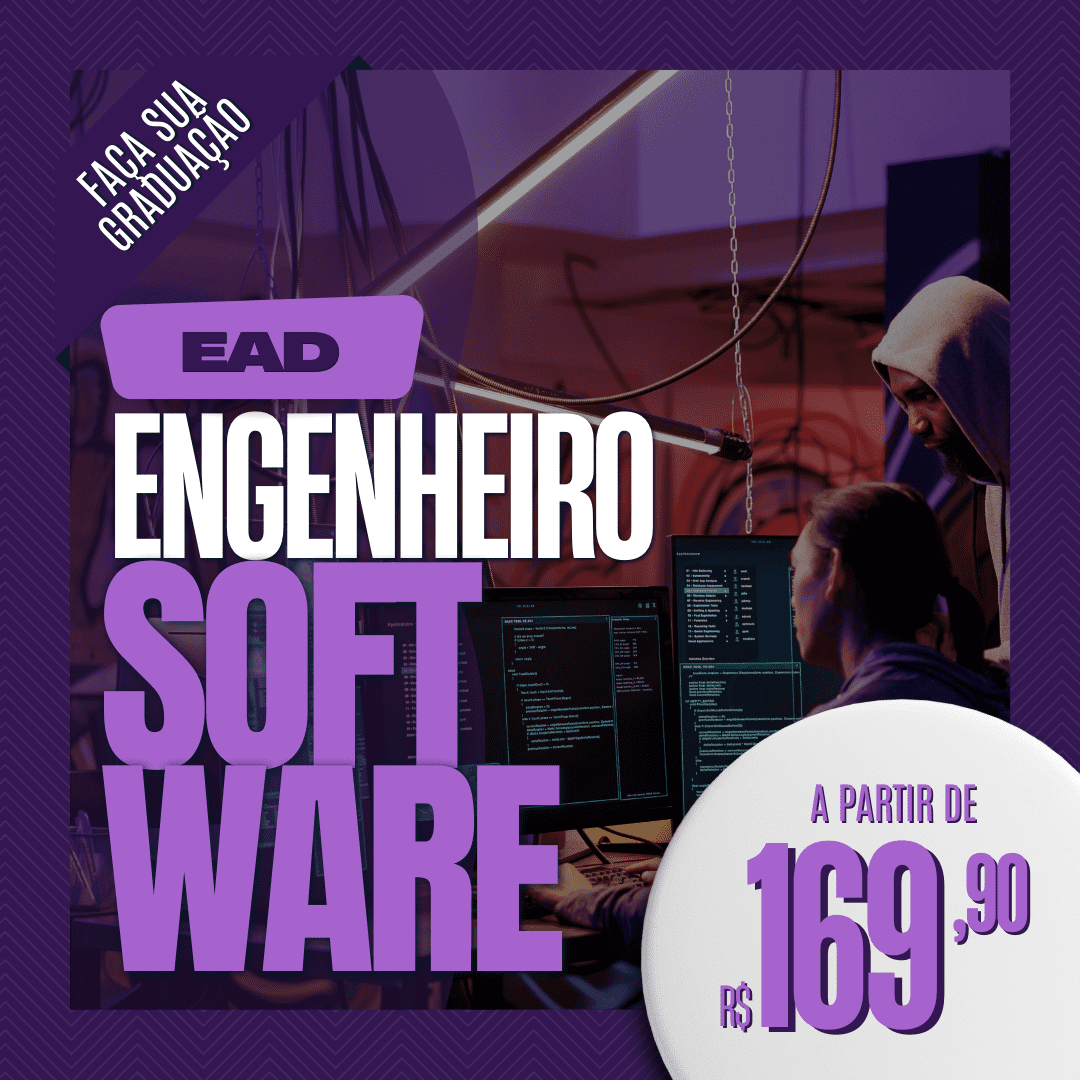 FAÇA SUA
GRADUAÇÃO
EAD
ENGENHEIRO
SOFT
WARE
A PARTIR DE
R$169,90